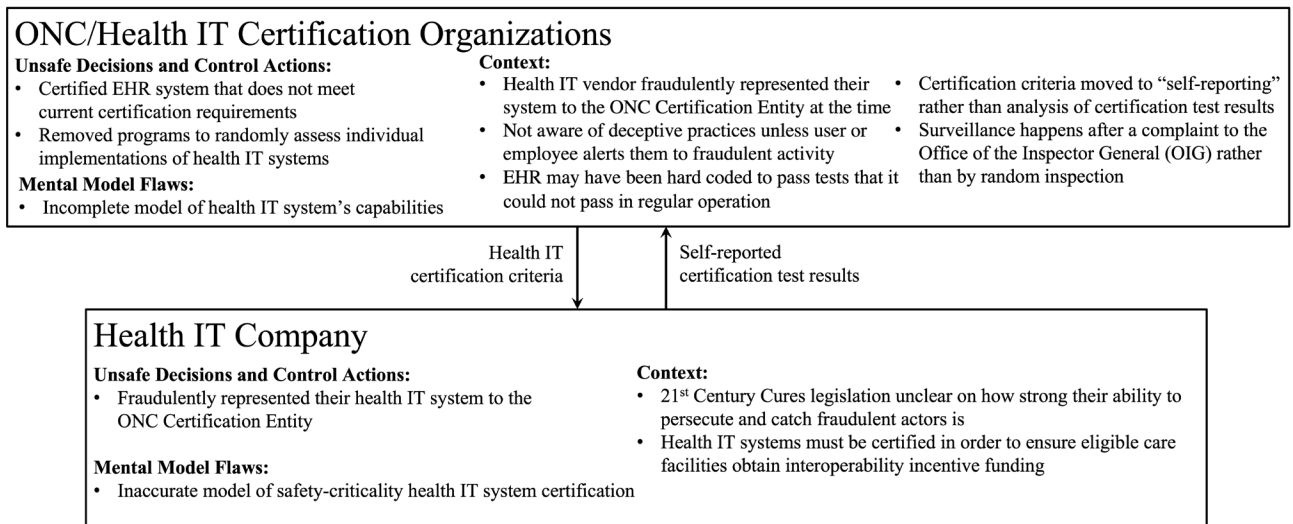 ONC/Health IT Certification Organizations
Unsafe Decisions and Control Actions:
• Certified EHR system that does not meet
current certification requirements
• Removed programs to randomly assess individual
implementations of health IT systems
Mental Model Flaws:
• Incomplete model of health IT system's capabilities
Context:
• Health IT vendor fraudulently represented their
system to the ONC Certification Entity at the time
• Not aware of deceptive practices unless user or
employee alerts them to fraudulent activity
• EHR may have been hard coded to pass tests that it
could not pass in regular operation
• Certification criteria moved to “self-reporting”
rather than analysis of certification test results
• Surveillance happens after a complaint to the
Office of the Inspector General (OIG) rather
than by random inspection
Health IT
certification criteria
Self-reported
certification test results
Health IT Company
Unsafe Decisions and Control Actions:
• Fraudulently represented their health IT system to the
ONC Certification Entity
Mental Model Flaws:
• Inaccurate model of safety-criticality health IT system certification
Context:
• 21st Century Cures legislation unclear on how strong their ability to
persecute and catch fraudulent actors is
• Health IT systems must be certified in order to ensure eligible care
facilities obtain interoperability incentive funding